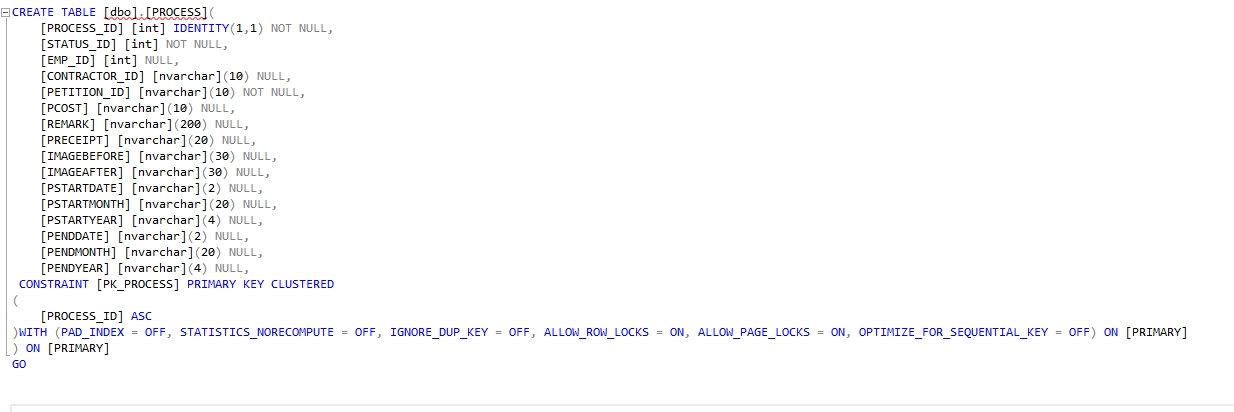 CREATE TABLE [dbo].[PROCESS](
[PROCESS_ID] [int] IDENTITY(1,1) NOT NULL,
[STATUS_ID] [int] NOT NULL,
[EMP_ID] [int] NULL,
[CONTRACTOR_ID] [nvarchar](10) NULL,
[PETITION_ID] [nvarchar](10) NOT NULL,
[PCOST] [nvarchar](10) NULL,
[REMARK] [nvarchar](200) NULL,
[PRECEIPT] [nvarchar](20) NULL,
[IMAGEBEFORE] [nvarchar](30) NULL,
[IMAGEAFTER] [nvarchar](30) NULL,
[PSTARTDATE] [nvarchar](2) NULL,
[PSTARTMONTH] [nvarchar](20) NULL,
[PSTARTYEAR] [nvarchar](4) NULL,
[PENDDATE] [nvarchar](2) NULL,
[PENDMONTH] [nvarchar](20) NULL,
[PENDYEAR] [nvarchar](4) NULL,
CONSTRAINT [PK_PROCESS] PRIMARY KEY CLUSTERED
(
[PROCESS_ID] ASC
)WITH (PAD_INDEX = OFF, STATISTICS_NORECOMPUTE = OFF, IGNORE_DUP_KEY = OFF, ALLOW_ROW_LOCKS = ON, ALLOW_PAGE_LOCKS = ON, OPTIMIZE_FOR_SEQUENTIAL_KEY = OFF) ON [PRIMARY]
) ON [PRIMARY]
GO